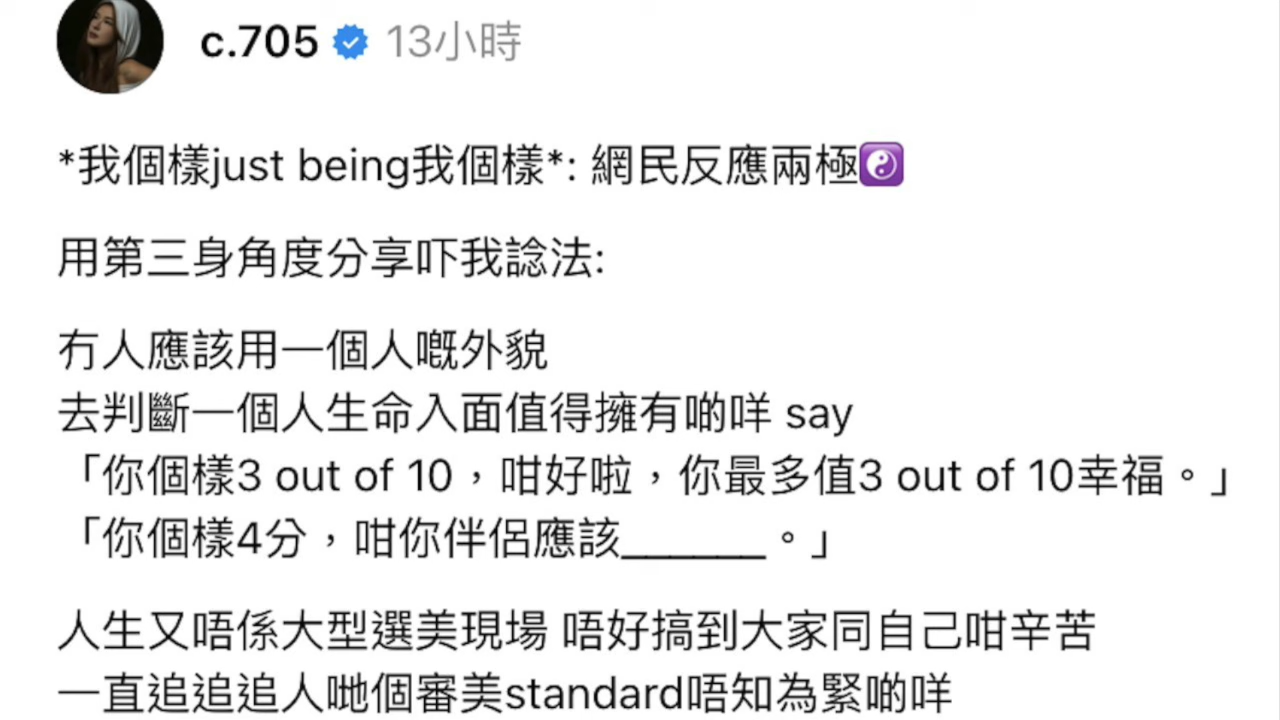 c.705 13小時
*我個樣just being我個樣*: 網民反應兩極☯️
用第三身角度分享吓我諗法:
冇人應該用一個人嘅外貌
去判斷一個人生命入面值得擁有啲咩 say
「你個樣3 out of 10，咁好啦，你最多值3 out of 10幸福。」
「你個樣4分，咁你伴侶應該______。」
人生又唔係大型選美現場 唔好搞到大家同自己咁辛苦
一直追追追人哋個審美standard唔知為緊啲咩